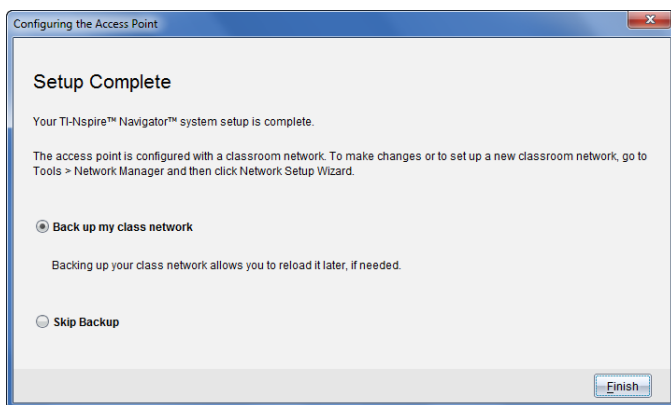 Configuring the Access Point
Setup Complete
Your TI-Nspire™ Navigator™ system setup is complete.
The access point is configured with a classroom network. To make changes or to set up a new classroom network, go to
Tools > Network Manager and then click Network Setup Wizard.
Back up my class network
Backing up your class network allows you to reload it later, if needed.
Skip Backup
Finish